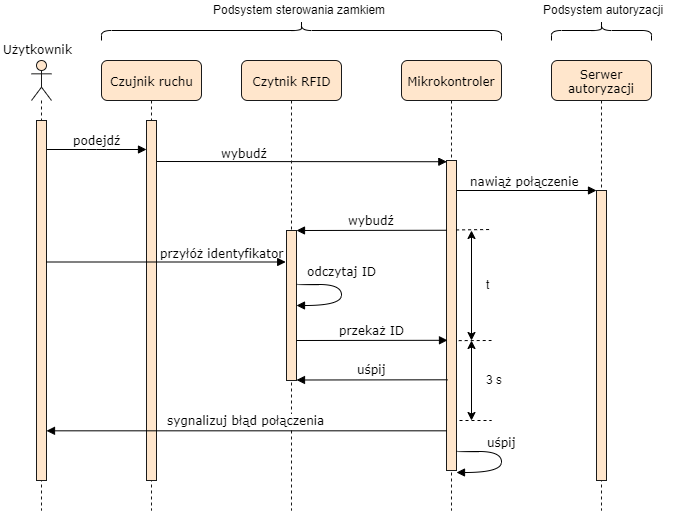 Podsystem sterowania zamkiem
Podsystem autoryzacji
Użytkownik
Czujnik ruchu
Czytnik RFID
Mikrokontroler
Serwer
autoryzacji
podejdź
wybudź
nawiąż połączenie
wybudź
przyłóż identyfikator
odczytaj ID
t
przekaż ID
uśpij
3 s
sygnalizuj błąd połączenia
uśpij